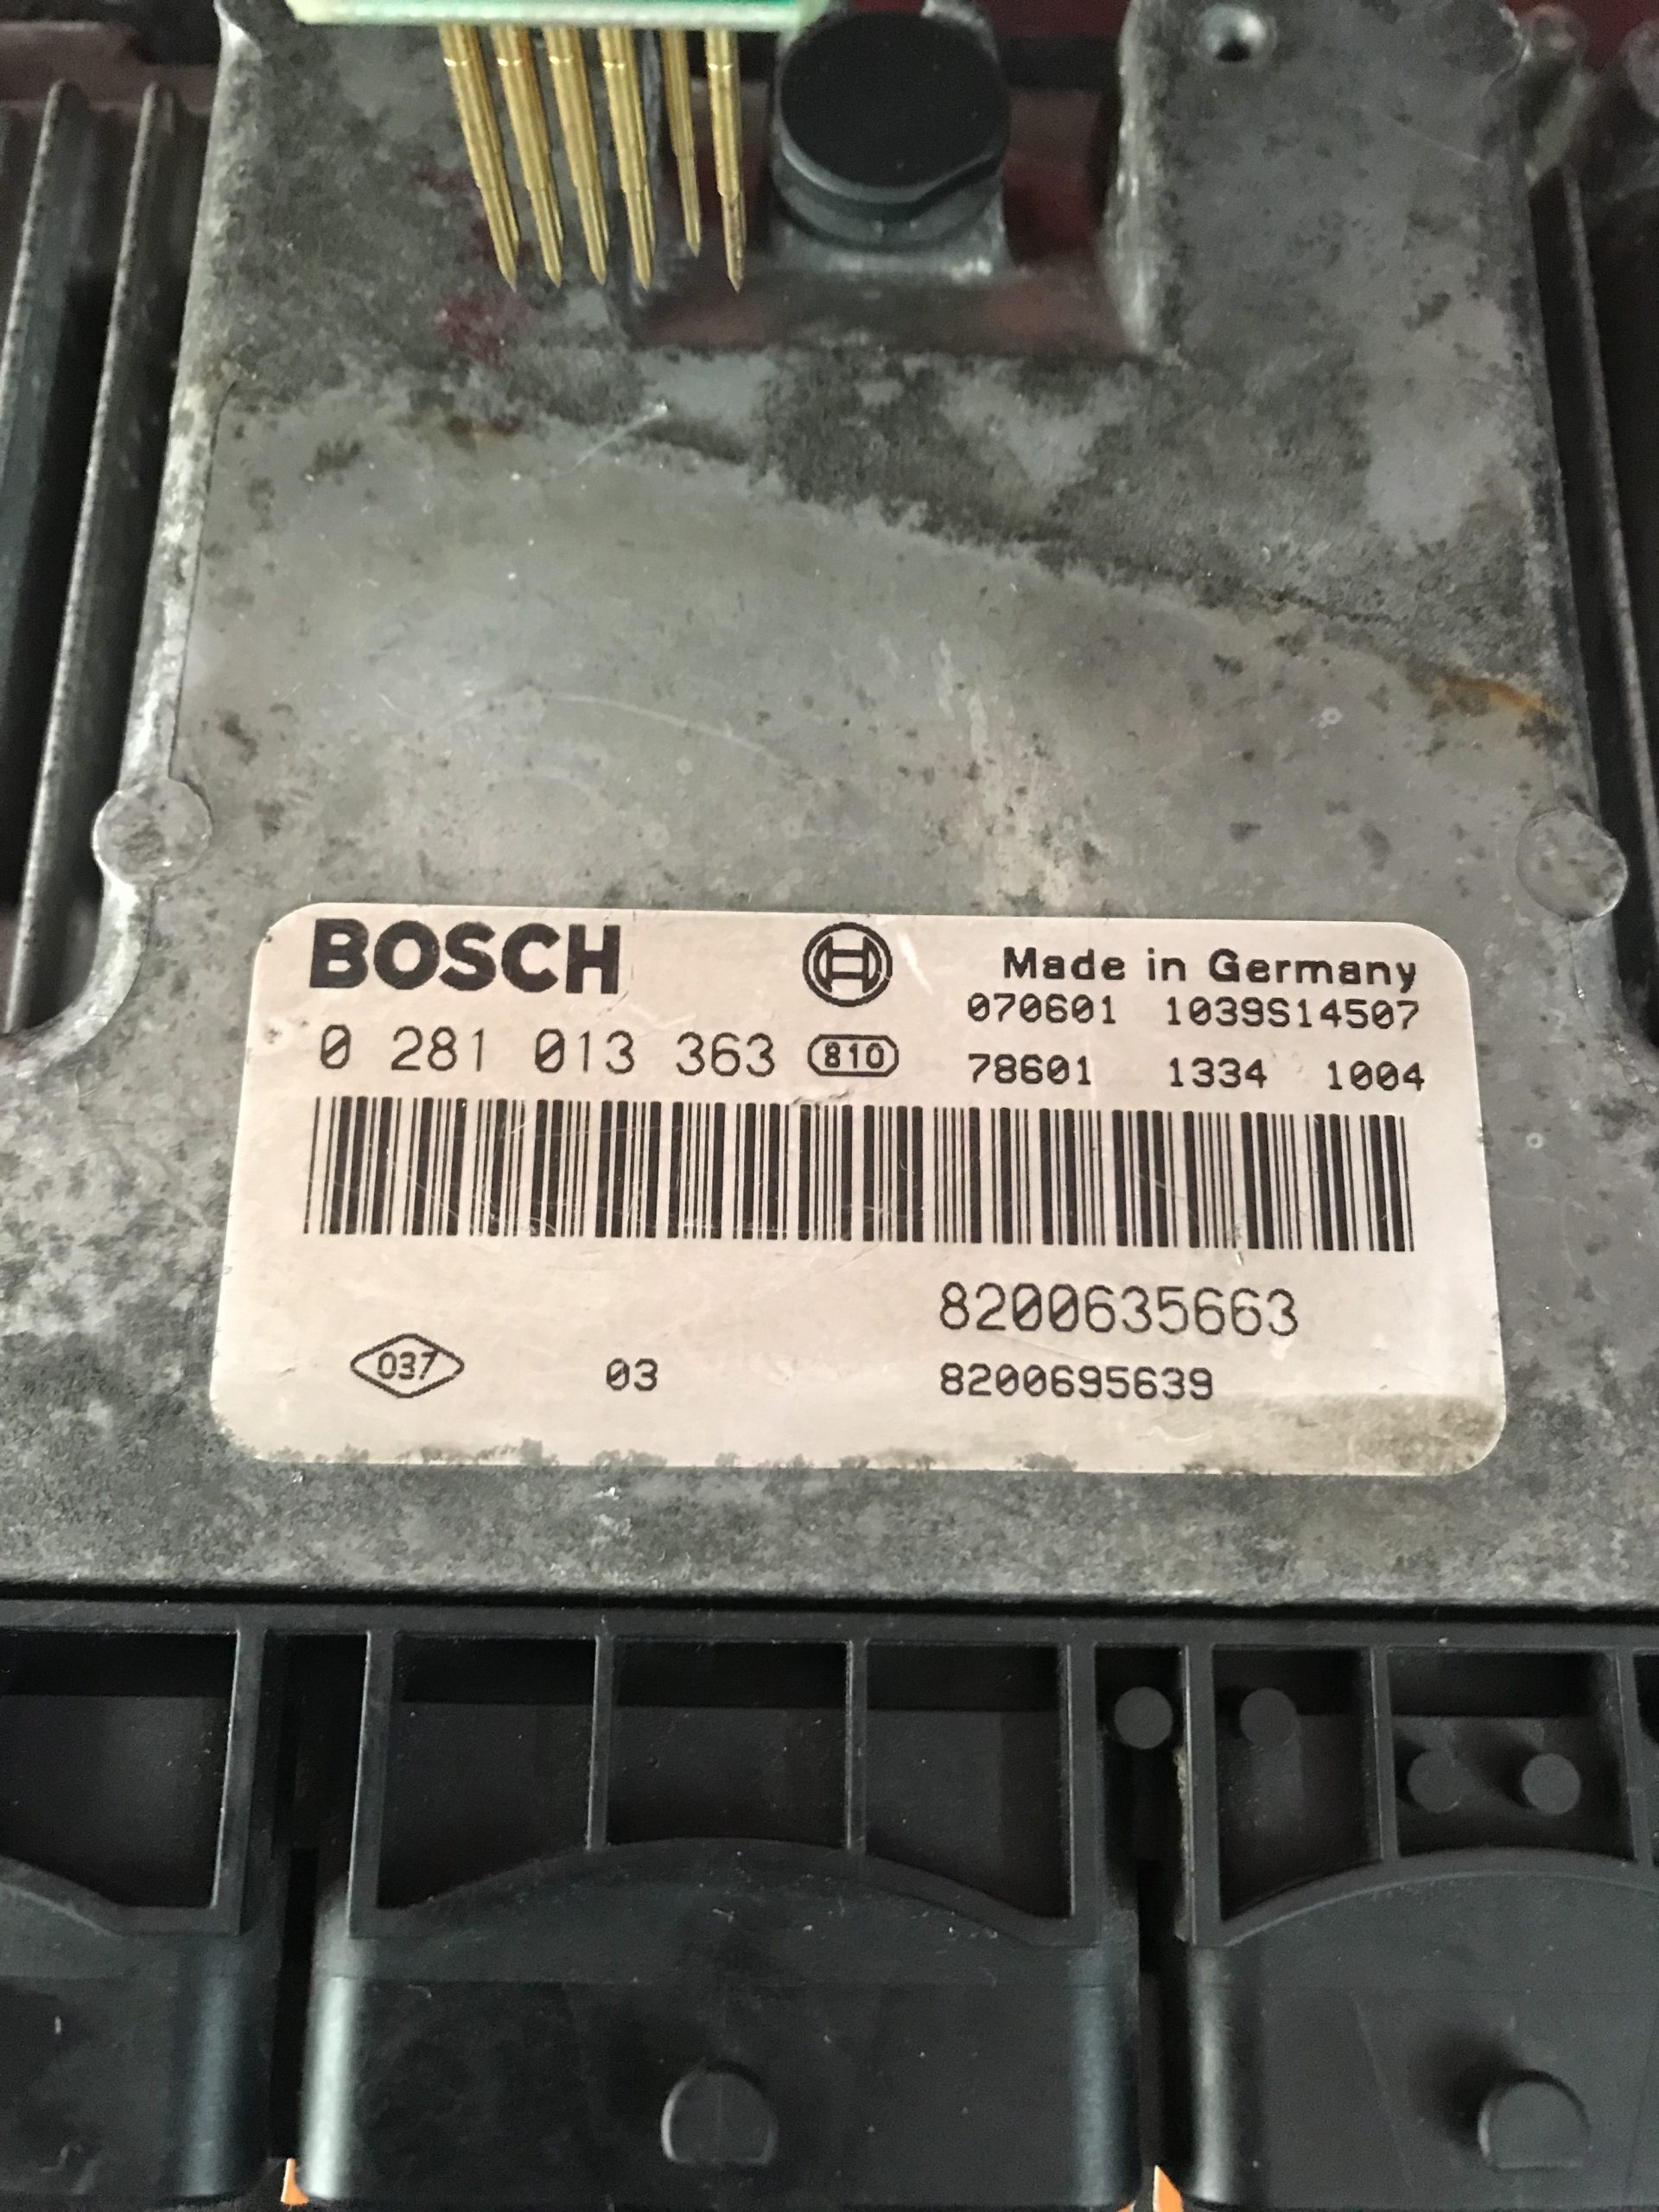 BOSCH
Made in Germany
070601 1039S14507
0 281 013 363 810
78601 1334 1004
8200635663
037 03 8200695639